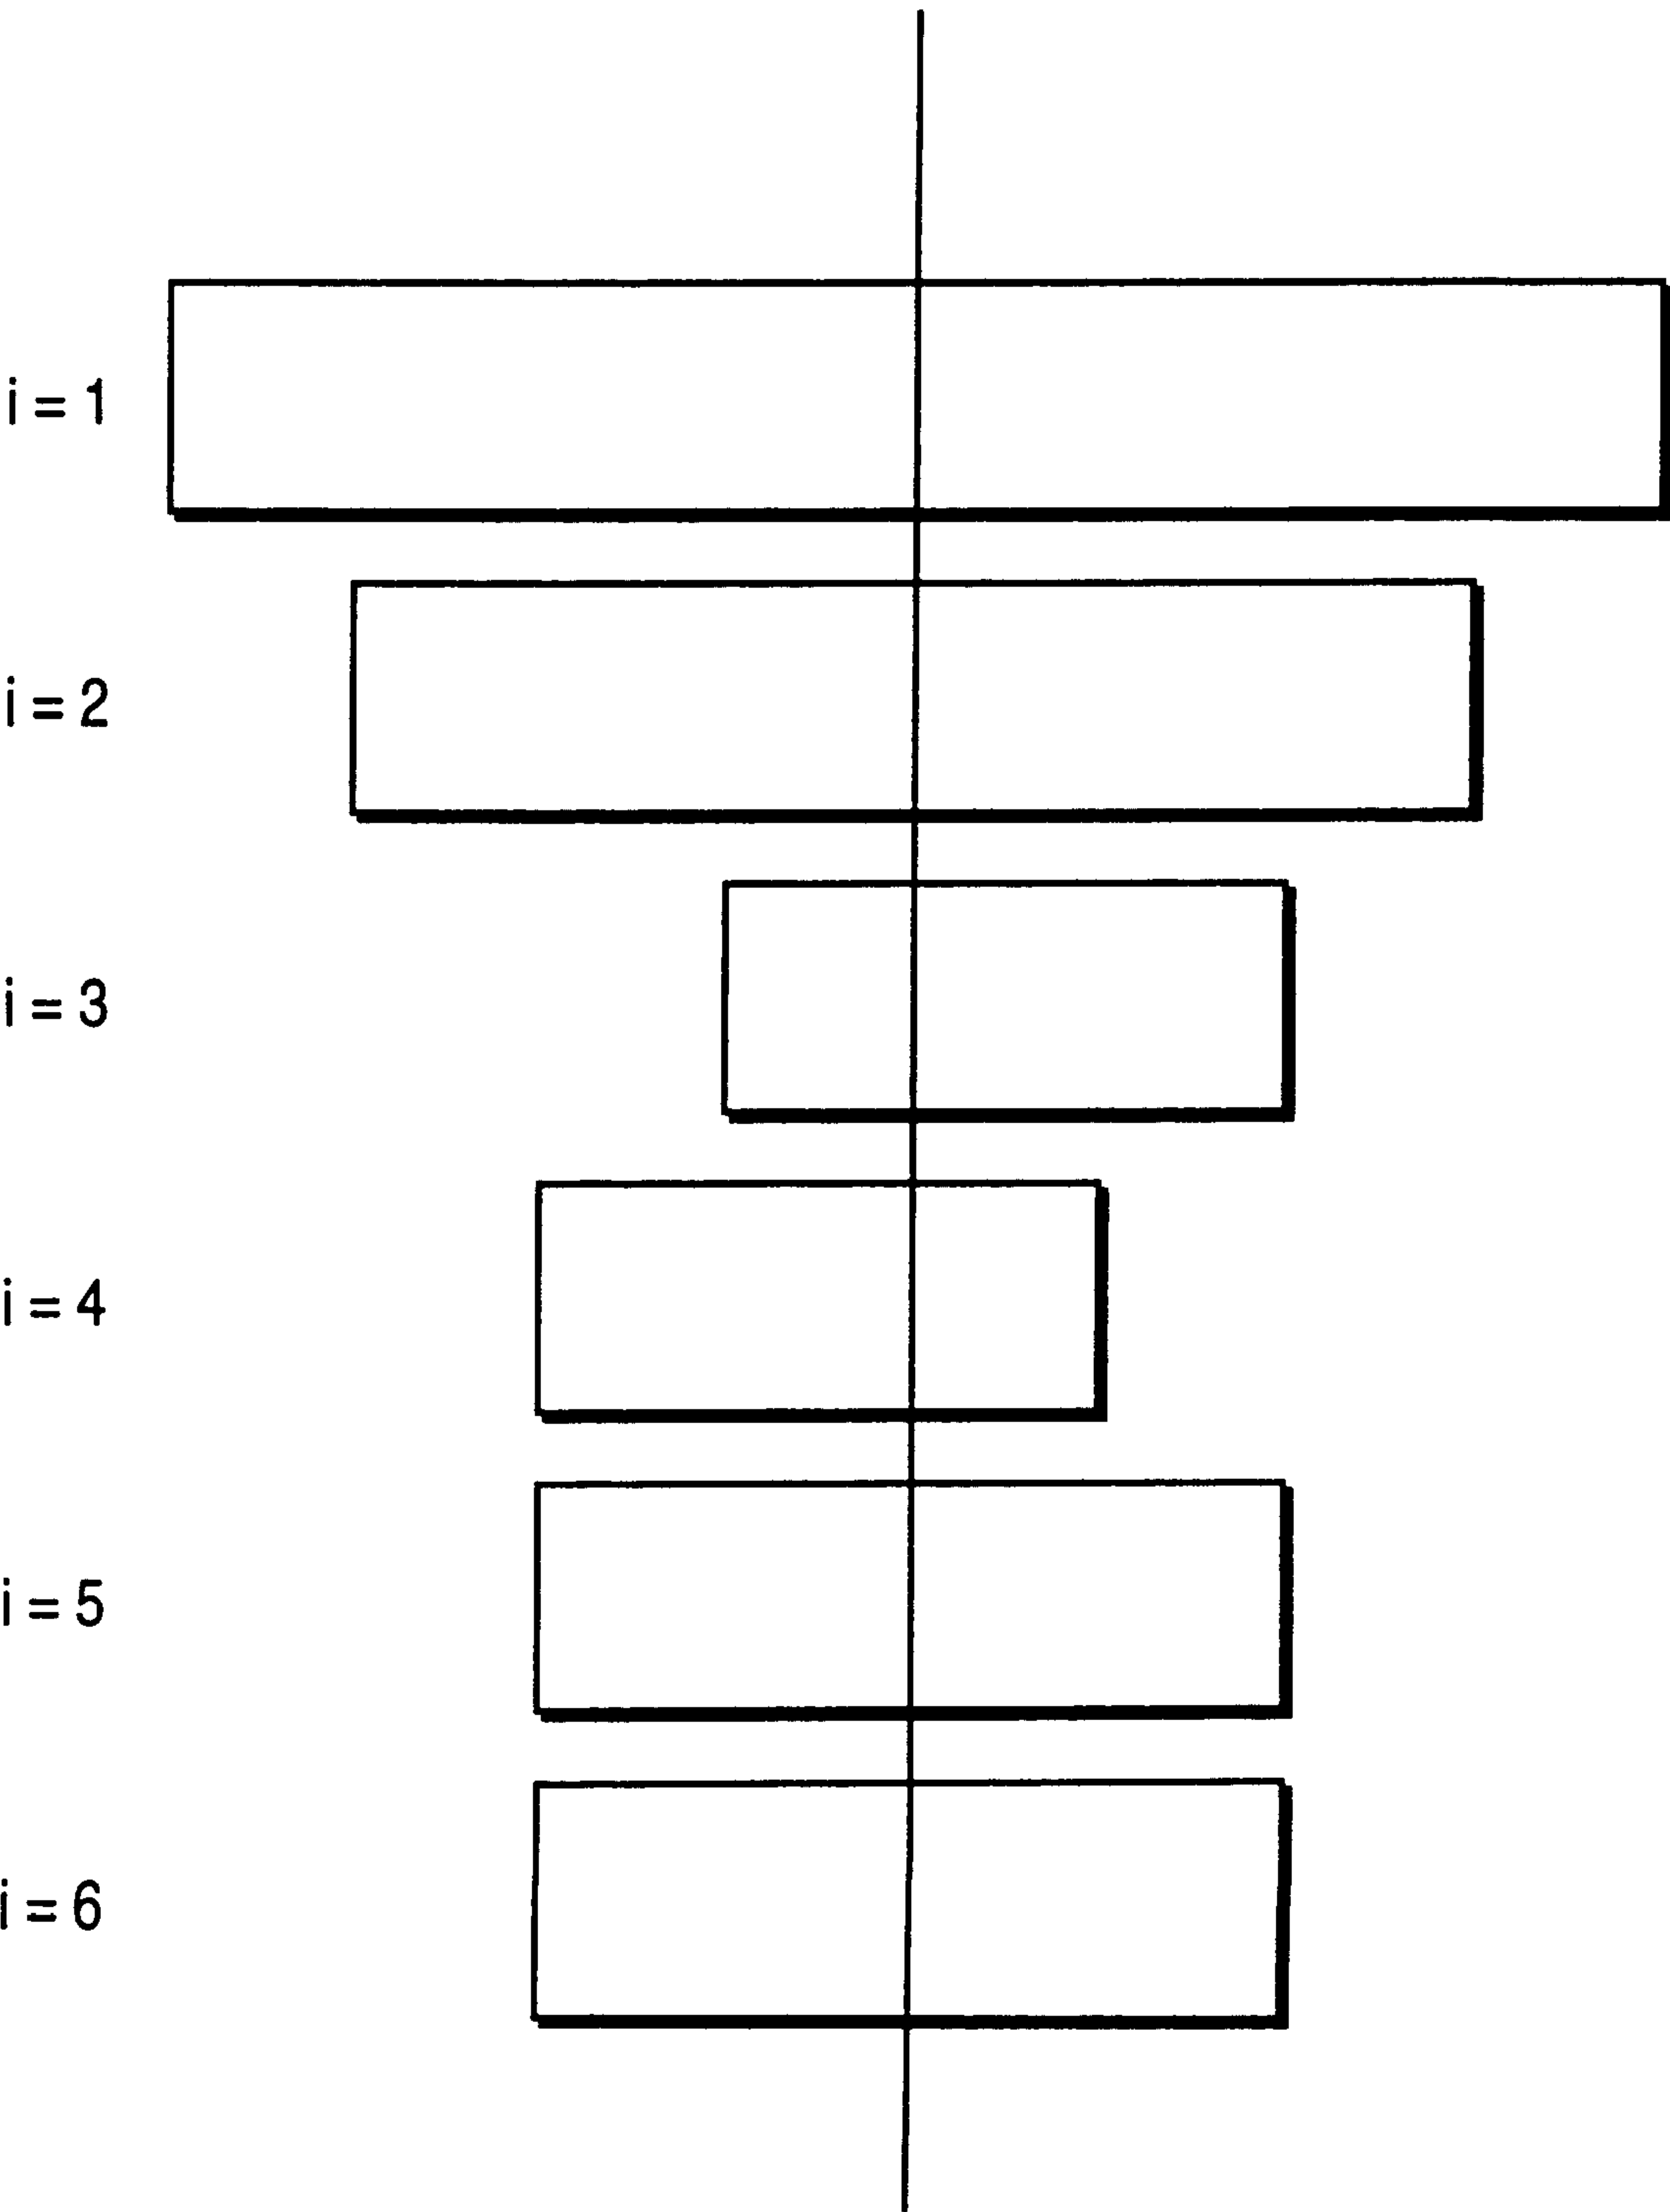 i = 1
i = 2
i = 3
i = 4
i = 5
i = 6